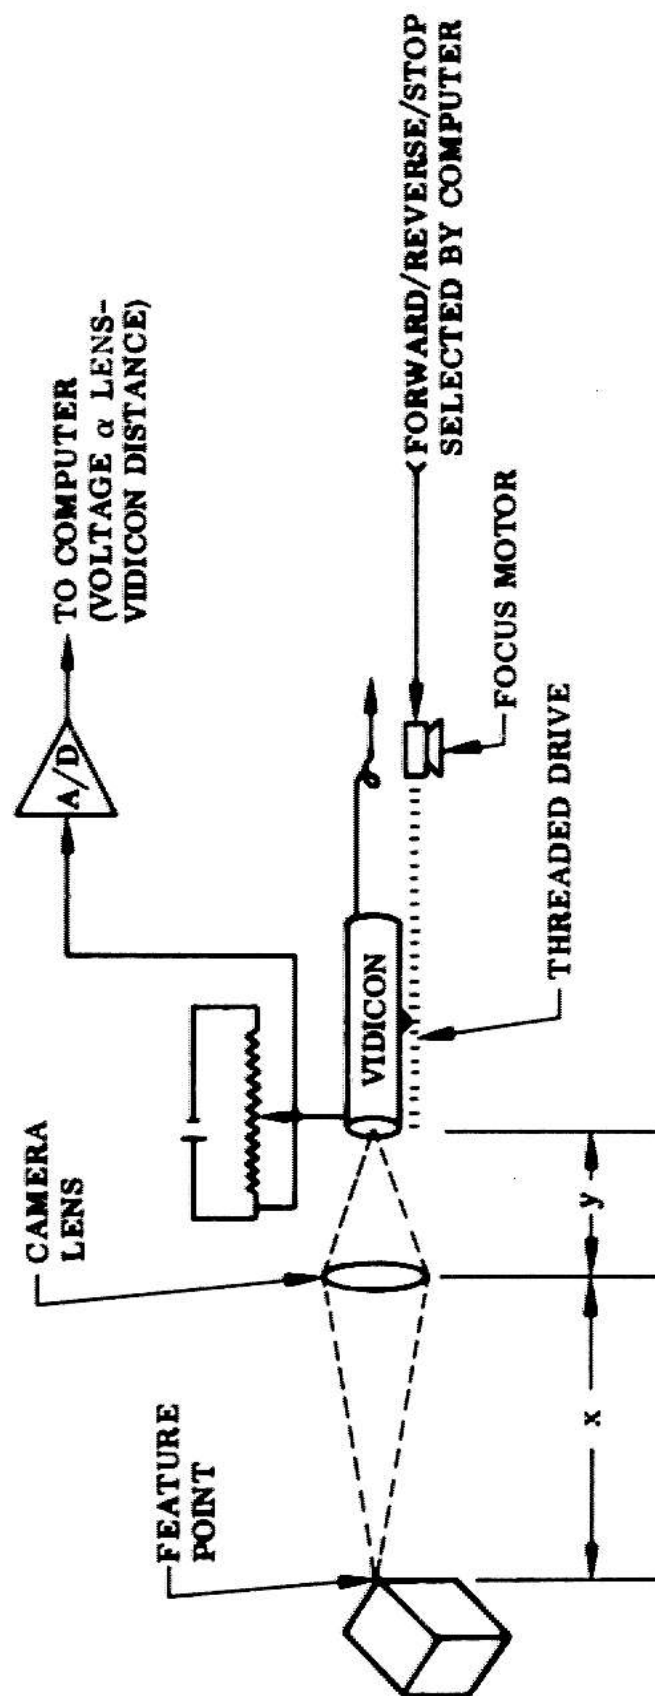 FEATURE
POINT
CAMERA
LENS
A/D
TO COMPUTER
(VOLTAGE α LENS-
VIDICON DISTANCE)
VIDICON
FORWARD/REVERSE/STOP
SELECTED BY COMPUTER
FOCUS MOTOR
THREADED DRIVE
x
y